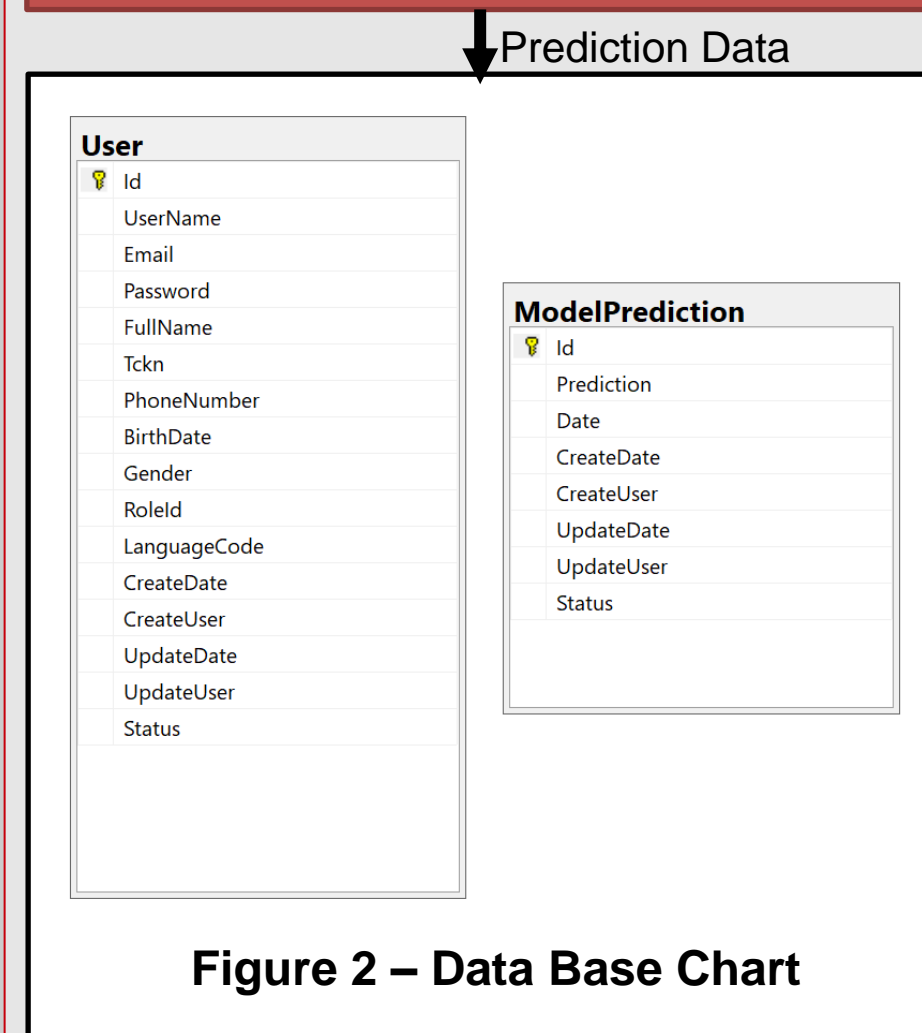 Prediction Data
User
Id
UserName
Email
Password
FullName
Tckn
PhoneNumber
BirthDate
Gender
RoleId
LanguageCode
CreateDate
CreateUser
UpdateDate
UpdateUser
Status
ModelPrediction
Id
Prediction
Date
CreateDate
CreateUser
UpdateDate
UpdateUser
Status
Figure 2 – Data Base Chart